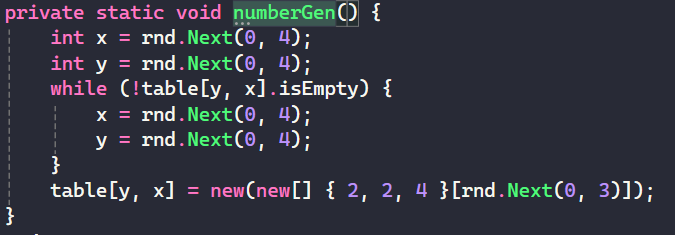 private static void numberGen() {
int x = rnd.Next(0, 4);
int y = rnd.Next(0, 4);
while (!table[y, x].isEmpty) {
x = rnd.Next(0, 4);
y = rnd.Next(0, 4);
}
table[y, x] = new(new[] { 2, 2, 4 }[rnd.Next(0, 3)]);
}